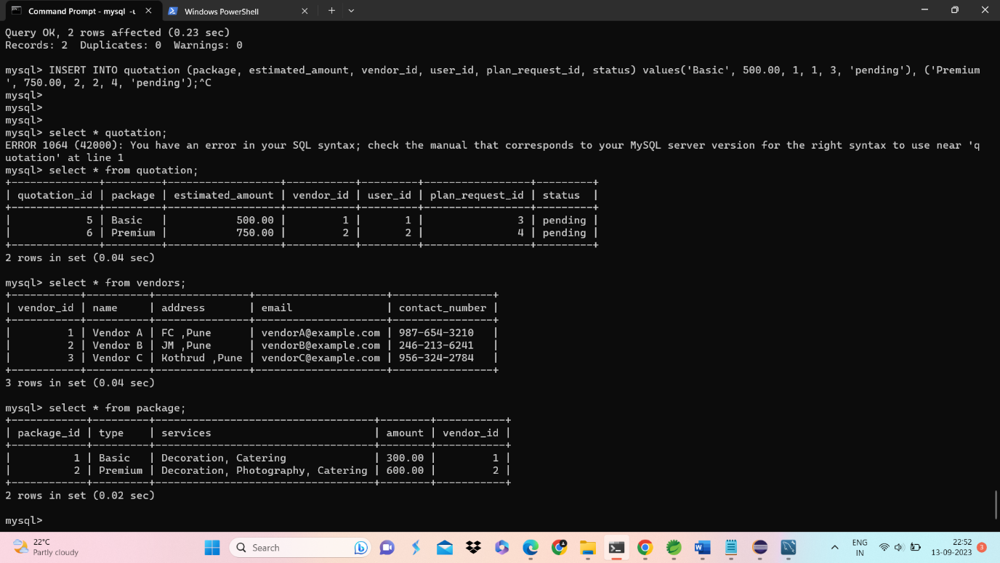 Command Prompt - mysql -u
Windows PowerShell
Query OK, 2 rows affected (0.23 sec)
Records: 2  Duplicates: 0  Warnings: 0
mysql> INSERT INTO quotation (package, estimated_amount, vendor_id, user_id, plan_request_id, status) values('Basic', 500.00, 1, 1, 3, 'pending'), ('Premium
', 750.00, 2, 2, 4, 'pending');^C
mysql>
mysql>
mysql>
mysql> select * quotation;
ERROR 1064 (42000): You have an error in your SQL syntax; check the manual that corresponds to your MySQL server version for the right syntax to use near 'q
uotation' at line 1
mysql> select * from quotation;
+--------------+---------+------------------+-----------+---------+-----------------+---------+
| quotation_id | package | estimated_amount | vendor_id | user_id | plan_request_id | status  |
+--------------+---------+------------------+-----------+---------+-----------------+---------+
|            5 | Basic   |           500.00 |         1 |       1 |               3 | pending |
|            6 | Premium |           750.00 |         2 |       2 |               4 | pending |
+--------------+---------+------------------+-----------+---------+-----------------+---------+
2 rows in set (0.04 sec)
mysql> select * from vendors;
+-----------+----------+---------------+---------------------+----------------+
| vendor_id | name     | address       | email               | contact_number |
+-----------+----------+---------------+---------------------+----------------+
|         1 | Vendor A | FC ,Pune      | vendorA@example.com | 987-654-3210   |
|         2 | Vendor B | JM ,Pune      | vendorB@example.com | 246-213-6241   |
|         3 | Vendor C | Kothrud ,Pune | vendorC@example.com | 956-324-2784   |
+-----------+----------+---------------+---------------------+----------------+
3 rows in set (0.04 sec)
mysql> select * from package;
+------------+---------+-----------------------------------+--------+-----------+
| package_id | type    | services                          | amount | vendor_id |
+------------+---------+-----------------------------------+--------+-----------+
|          1 | Basic   | Decoration, Catering              | 300.00 |         1 |
|          2 | Premium | Decoration, Photography, Catering | 600.00 |         2 |
+------------+---------+-----------------------------------+--------+-----------+
2 rows in set (0.02 sec)
mysql>
22°C
Partly cloudy
Search
ENG
IN
22:52
13-09-2023
3